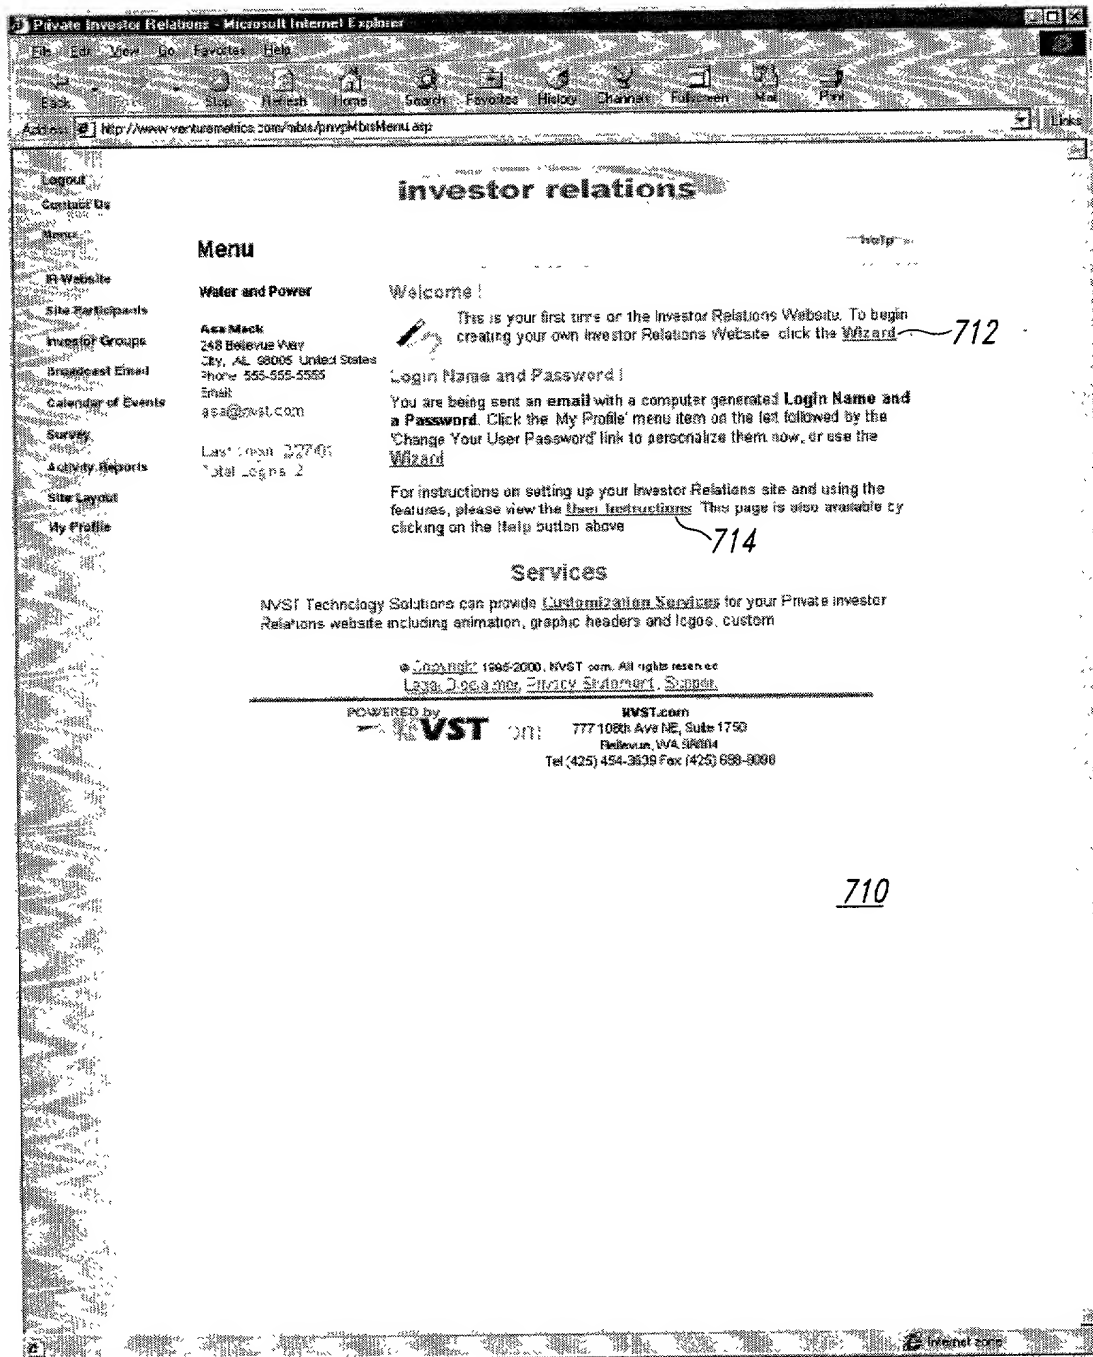 Private Investor Relations - Microsoft Internet Explorer
File Edit View Go Favorites Help
Back Stop Refresh Home Search Favorites History Channels Fullscreen Mail Print
Address http://www.venturemetrics.com/mbrs/prvpMbrsMenu.asp Links
investor relations
Logout
Contact Us
Menu
IR Website
Site Participants
Investor Groups
Broadcast Email
Calendar of Events
Survey
Activity Reports
Site Layout
My Profile
Menu
help
Water and Power
Asa Mack
248 Bellevue Way
City, AL 98005 United States
Phone 555-555-5555
Email
asa@nvst.com
Last Login
Total Logins 2
Welcome !
This is your first time on the Investor Relations Website. To begin
creating your own Investor Relations Website click the Wizard
712
Login Name and Password !
You are being sent an email with a computer generated Login Name and
a Password. Click the 'My Profile' menu item on the left followed by the
'Change Your User Password' link to personalize them now, or use the
Wizard
For instructions on setting up your Investor Relations site and using the
features, please view the User Instructions. This page is also available by
clicking on the Help button above
714
Services
NVST Technology Solutions can provide Customization Services for your Private Investor
Relations website including animation, graphic headers and logos, custom
© Copyright 1995-2000, NVST.com. All rights reserved
Legal Disclaimer, Privacy Statement, Support
POWERED by
NVST com
NVST.com
777 108th Ave NE, Suite 1750
Bellevue, WA 98004
Tel (425) 454-3639 Fax (425)
710
Internet zone